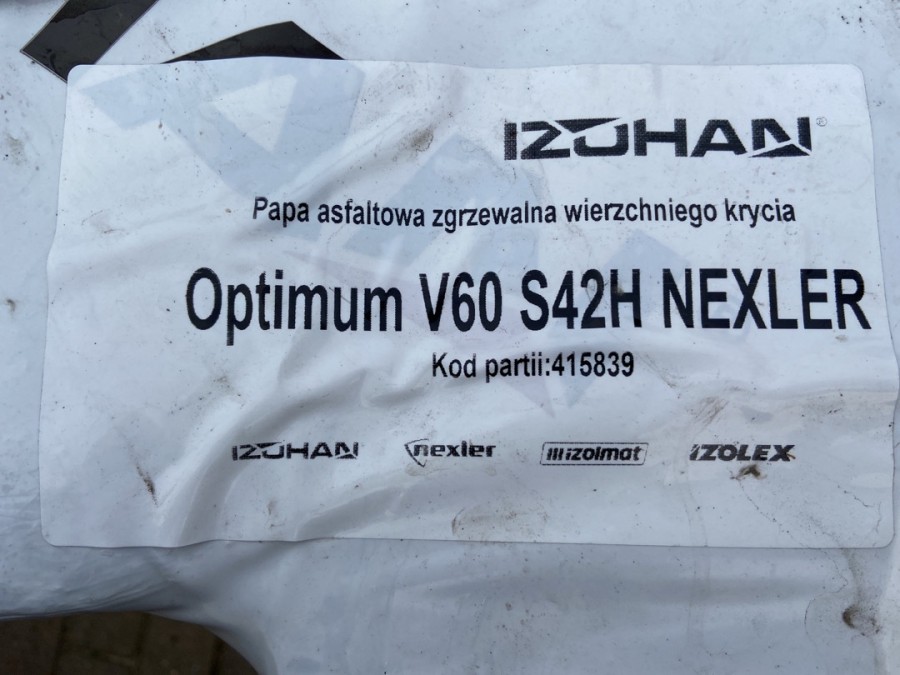 IZOHAN®
Papa asfaltowa zgrzewalna wierzchniego krycia
Optimum V60 S42H NEXLER
Kod partii:415839
IZOHAN nexler izolmat IZOLEX